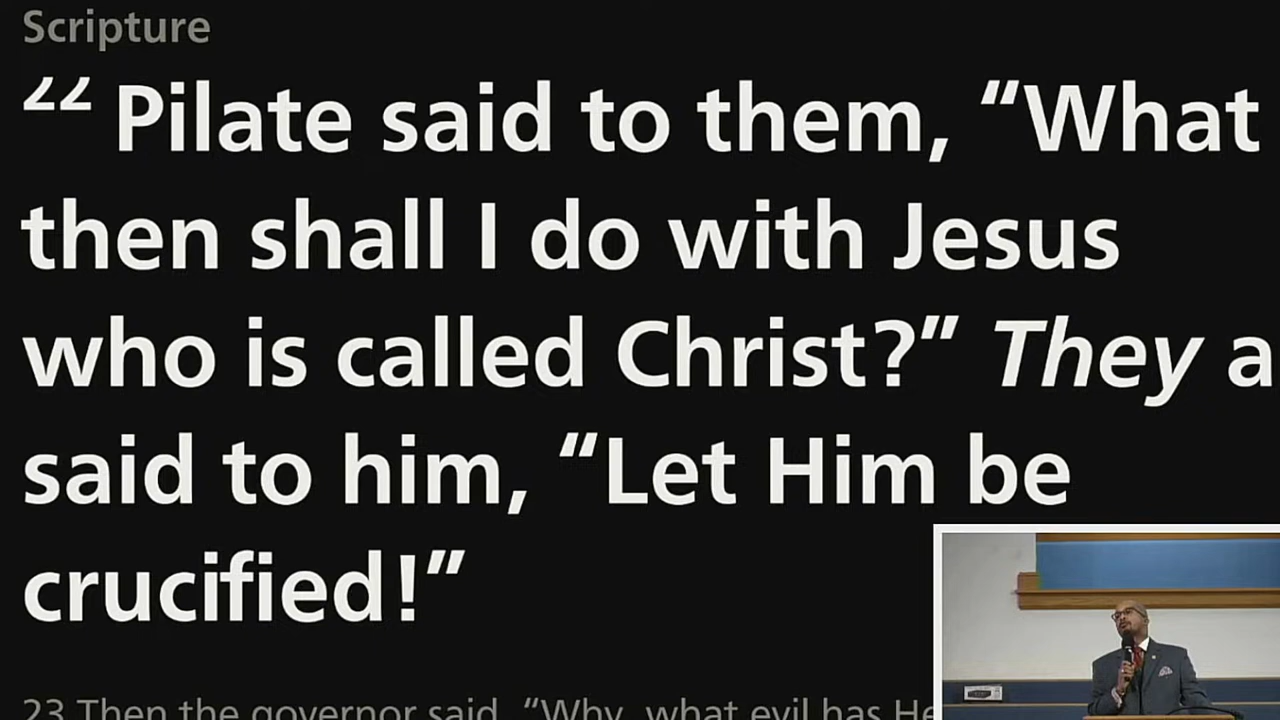 Scripture
22 Pilate said to them, “What
then shall I do with Jesus
who is called Christ?” They a
said to him, “Let Him be
crucified!”
23 Then the governor said, “Why, what evil has He